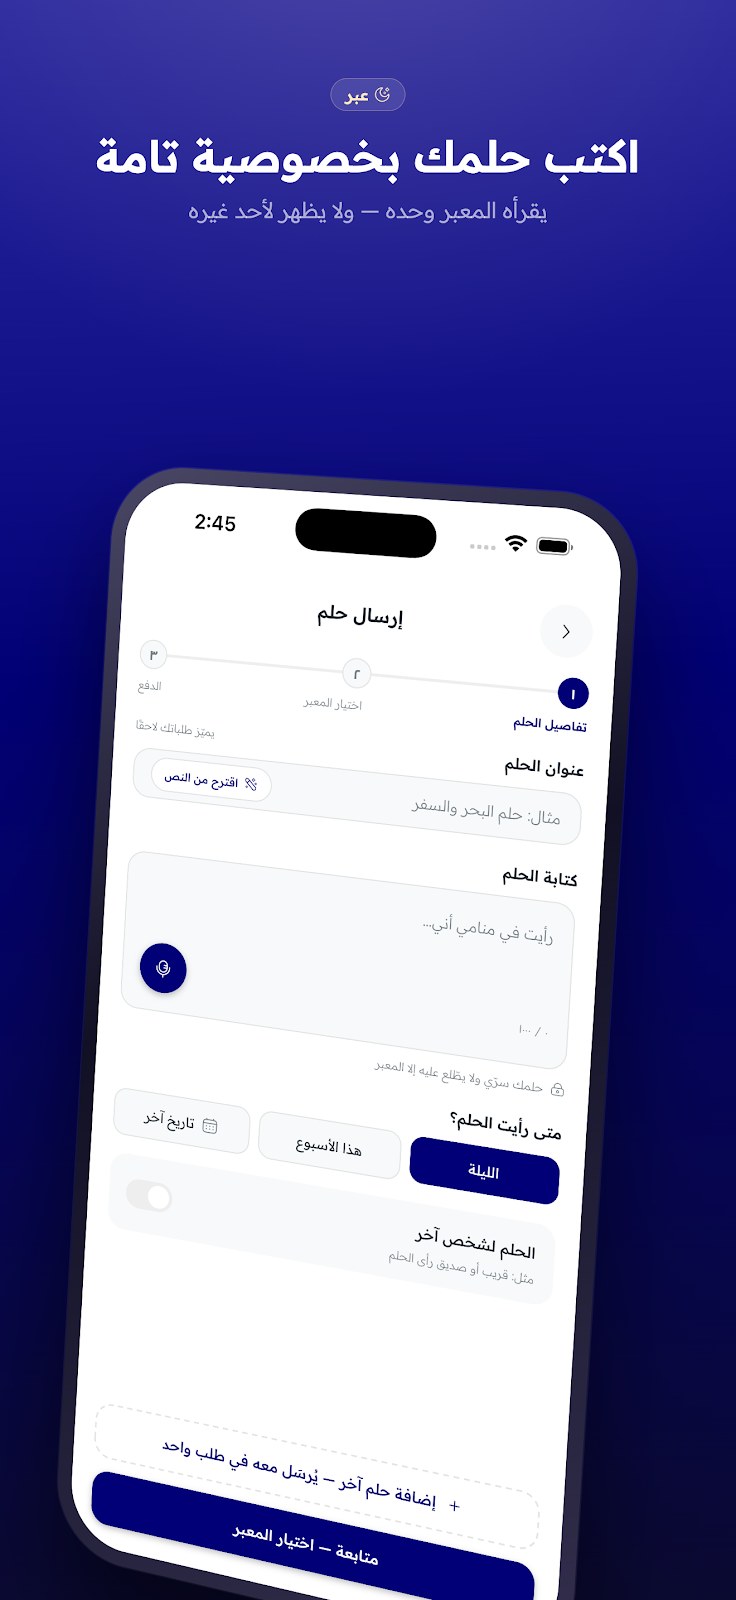 عبر
اكتب حلمك بخصوصية تامة
يقرأه المعبر وحده — ولا يظهر لأحد غيره
2:45
إرسال حلم
١
٢
٣
تفاصيل الحلم
اختيار المعبر
الدفع
عنوان الحلم
يميّز طلباتك لاحقًا
مثال: حلم البحر والسفر
اقترح من النص
كتابة الحلم
رأيت في منامي أني...
٠ / ١٠٠٠
حلمك سرّي ولا يطّلع عليه إلا المعبر
متى رأيت الحلم؟
الليلة
هذا الأسبوع
تاريخ آخر
الحلم لشخص آخر
مثل: قريب أو صديق رأى الحلم
+ إضافة حلم آخر — يُرسَل معه في طلب واحد
متابعة — اختيار المعبر